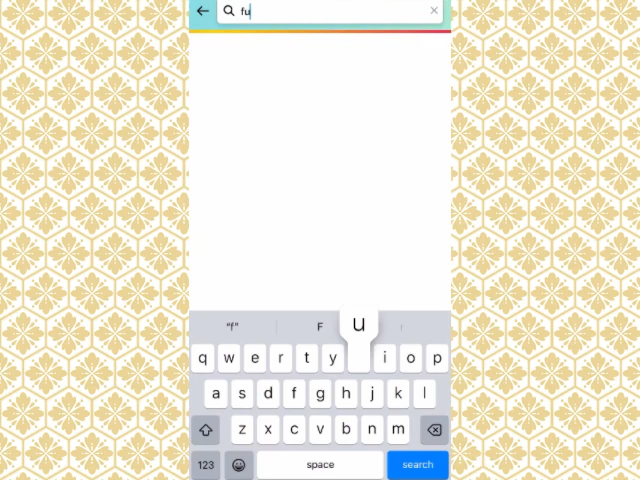 fu
"f"
F
u
q w e r t y i o p
a s d f g h j k l
z x c v b n m
123 space search